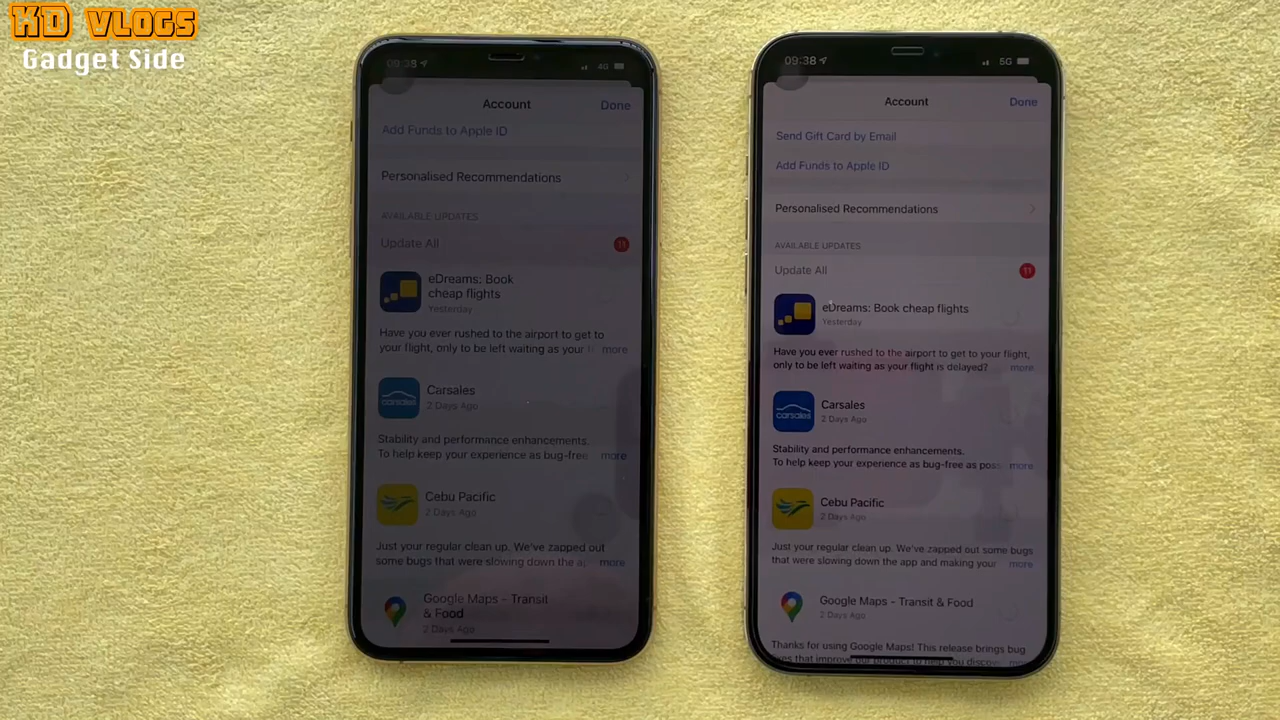 KD VLOGS
Gadget Side
09:38
4G
Account
Done
Add Funds to Apple ID
Personalised Recommendations
AVAILABLE UPDATES
Update All
11
eDreams: Book
cheap flights
Yesterday
Have you ever rushed to the airport to get to
your flight, only to be left waiting as your
more
Carsales
2 Days Ago
carsales
Stability and performance enhancements.
To help keep your experience as bug-free
more
Cebu Pacific
2 Days Ago
Just your regular clean up. We've zapped out
some bugs that were slowing down the
more
Google Maps - Transit
& Food
2 Days Ago
09:38
5G
Account
Done
Send Gift Card by Email
Add Funds to Apple ID
Personalised Recommendations
AVAILABLE UPDATES
Update All
11
eDreams: Book cheap flights
Yesterday
Have you ever rushed to the airport to get to your flight,
only to be left waiting as your flight is delayed?
more
Carsales
2 Days Ago
carsales
Stability and performance enhancements.
To help keep your experience as bug-free as
more
Cebu Pacific
2 Days Ago
Just your regular clean up. We've zapped out some bugs
that were slowing down the app and making your
more
Google Maps - Transit & Food
2 Days Ago
Thanks for using Google Maps! This release brings bug
fixes that improve our product to help you